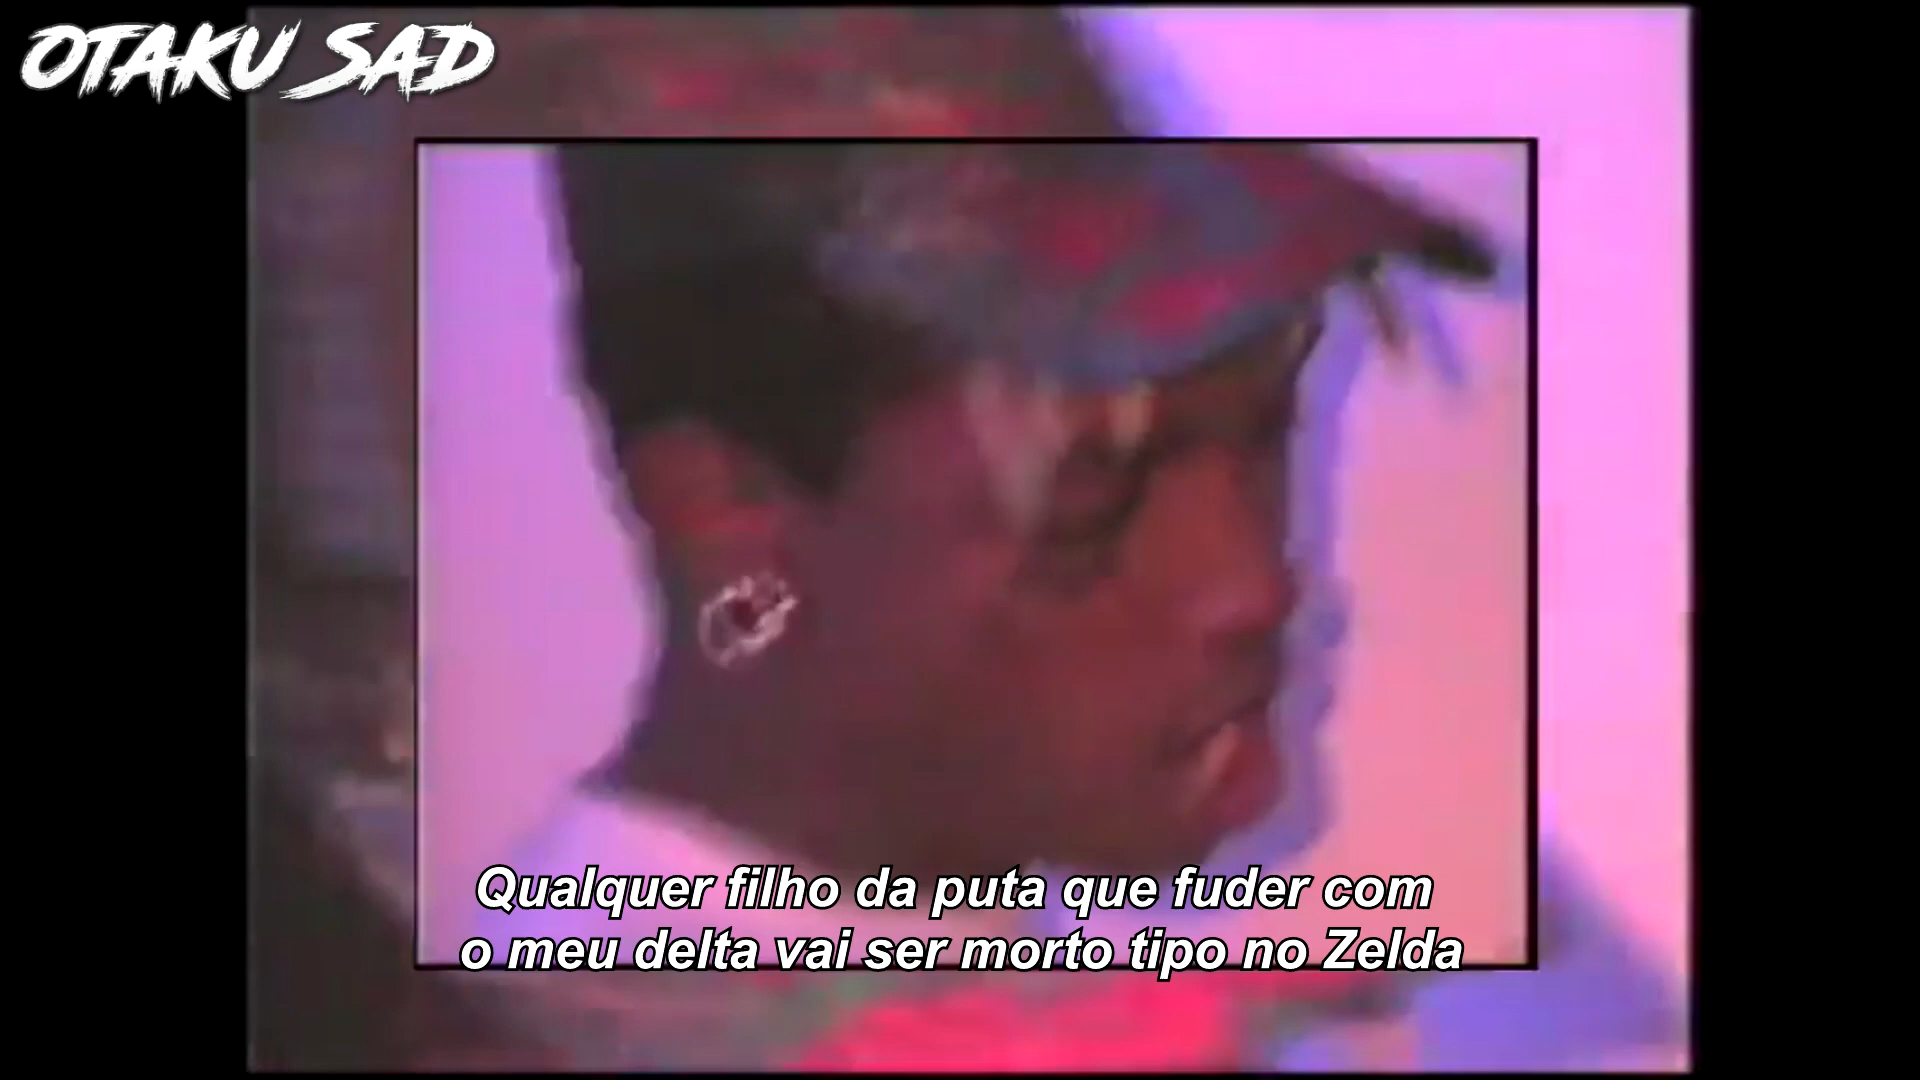 OTAKU SAD
Qualquer filho da puta que fuder com
o meu delta vai ser morto tipo no Zelda